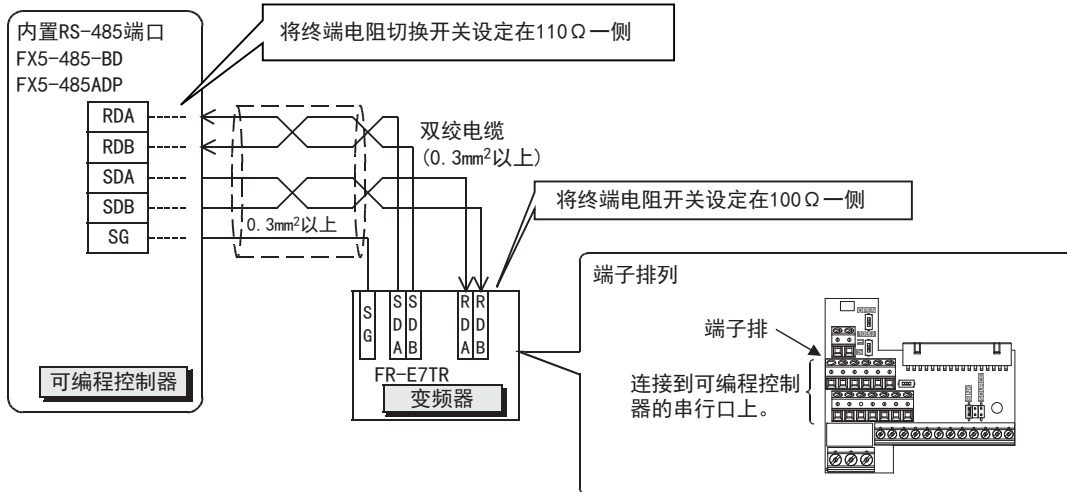 内置RS-485端口
FX5-485-BD
FX5-485ADP
将终端电阻切换开关设定在110Ω一侧
RDA
RDB
SDA
SDB
SG
双绞电缆
(0.3mm²以上)
0.3mm²以上
将终端电阻开关设定在100Ω一侧
SG
SDA
SDB
RDA
RDB
FR-E7TR
变频器
可编程控制器
端子排列
端子排
连接到可编程控制
器的串行口上。